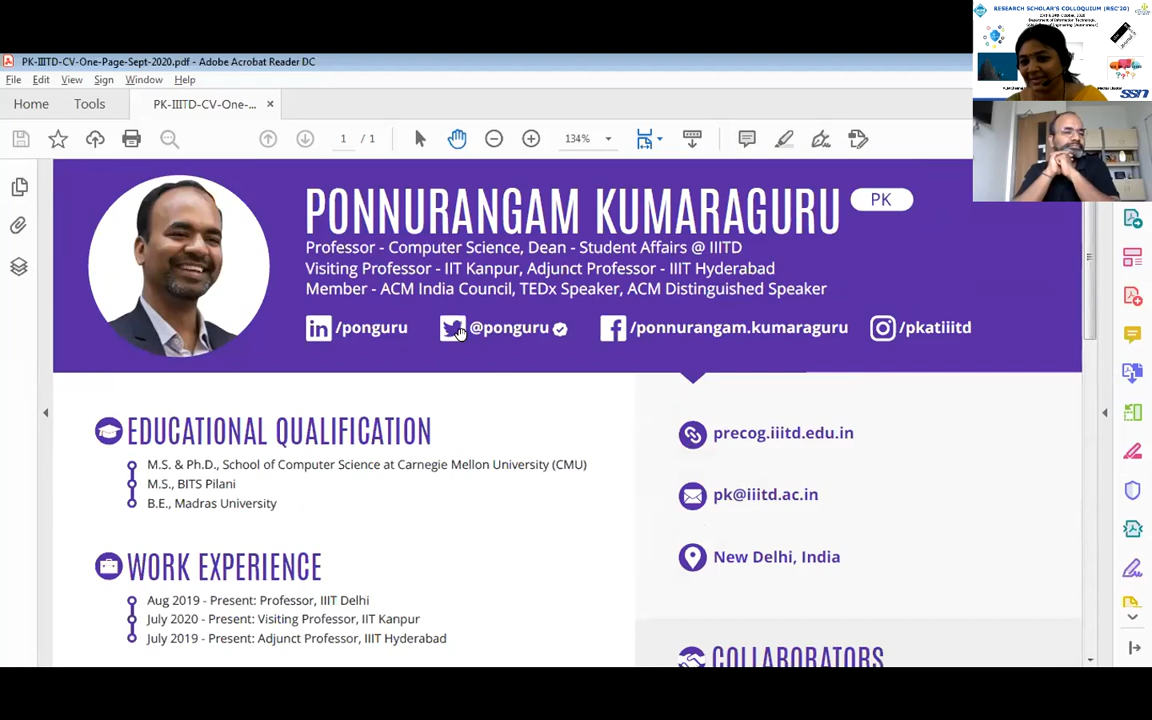 RESEARCH SCHOLAR'S COLLOQUIUM (RSC'20)
SSN
PK-IIITD-CV-One-Page-Sept-2020.pdf - Adobe Acrobat Reader DC
File Edit View Sign Window Help
Home Tools PK-IIITD-CV-One-... ×
1 / 1 134%
PONNURANGAM KUMARAGURU PK
Professor - Computer Science, Dean - Student Affairs @ IIITD
Visiting Professor - IIT Kanpur, Adjunct Professor - IIIT Hyderabad
Member - ACM India Council, TEDx Speaker, ACM Distinguished Speaker
in /ponguru @ponguru /ponnurangam.kumaraguru /pkatiiitd
EDUCATIONAL QUALIFICATION
M.S. & Ph.D., School of Computer Science at Carnegie Mellon University (CMU)
M.S., BITS Pilani
B.E., Madras University
WORK EXPERIENCE
Aug 2019 - Present: Professor, IIIT Delhi
July 2020 - Present: Visiting Professor, IIT Kanpur
July 2019 - Present: Adjunct Professor, IIIT Hyderabad
precog.iiitd.edu.in
pk@iiitd.ac.in
New Delhi, India
COLLABORATORS